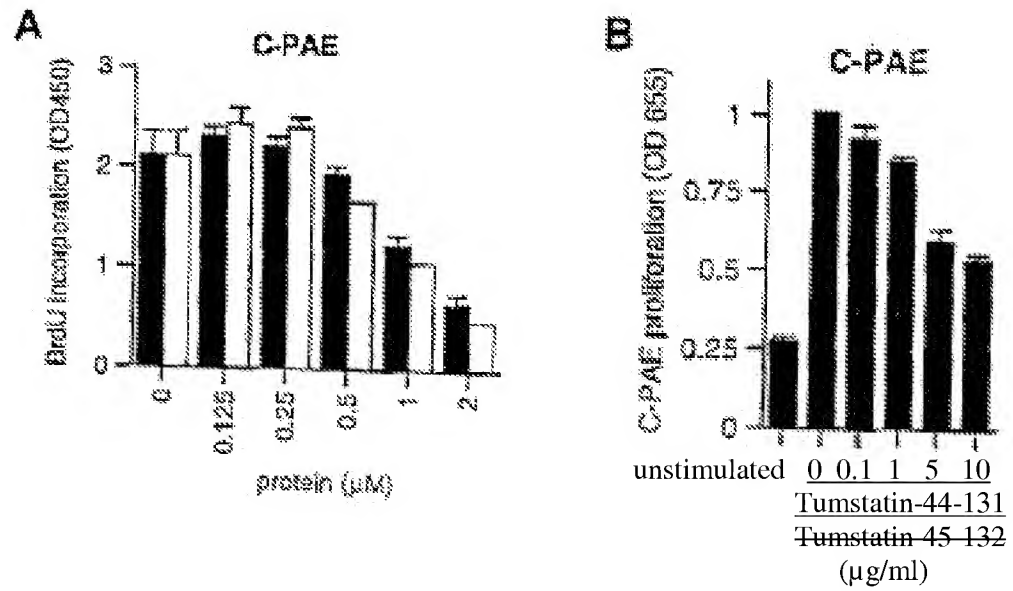 A
C-PAE
BrdU incorporation (OD450)
3
2
1
0
0 0.125 0.25 0.5 1 2
protein (µM)
B
C-PAE
C-PAE proliferation (OD 655)
1
0.75
0.5
0.25
0
unstimulated 0 0.1 1 5 10
Tumstatin-44-131
Tumstatin-45-132
(µg/ml)